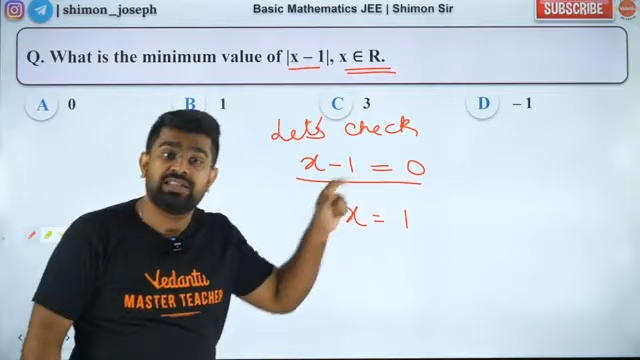 shimon_joseph
Basic Mathematics JEE | Shimon Sir
SUBSCRIBE
Q. What is the minimum value of |x – 1|, x ∈ R.
A 0
B 1
C 3
D – 1
Let's check
x – 1 = 0
x = 1
Vedantu
MASTER TEACHER